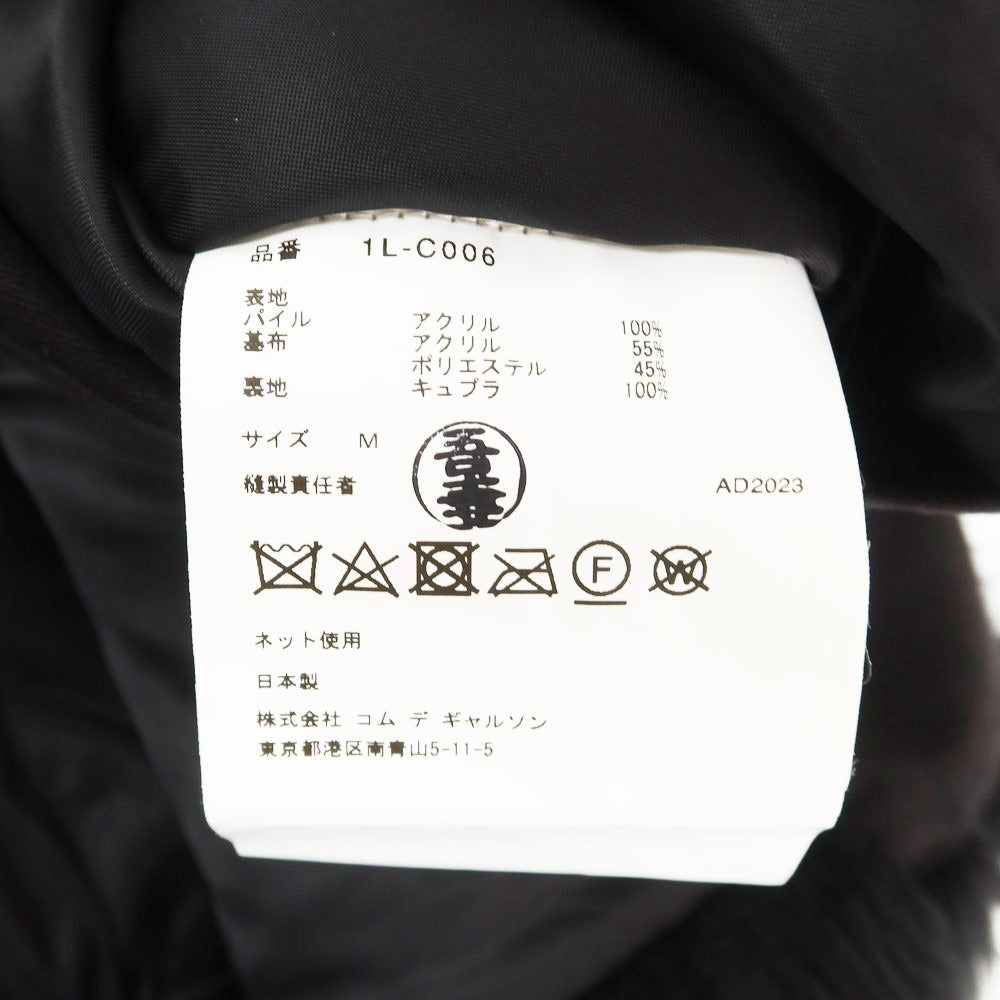 品番 1L-C006
表地
パイル アクリル 100%
基布 アクリル 55%
ポリエステル 45%
裏地 キュプラ 100%
サイズ M
縫製責任者 AD2023
F W
ネット使用
日本製
株式会社 コム デ ギャルソン
東京都港区南青山5-11-5